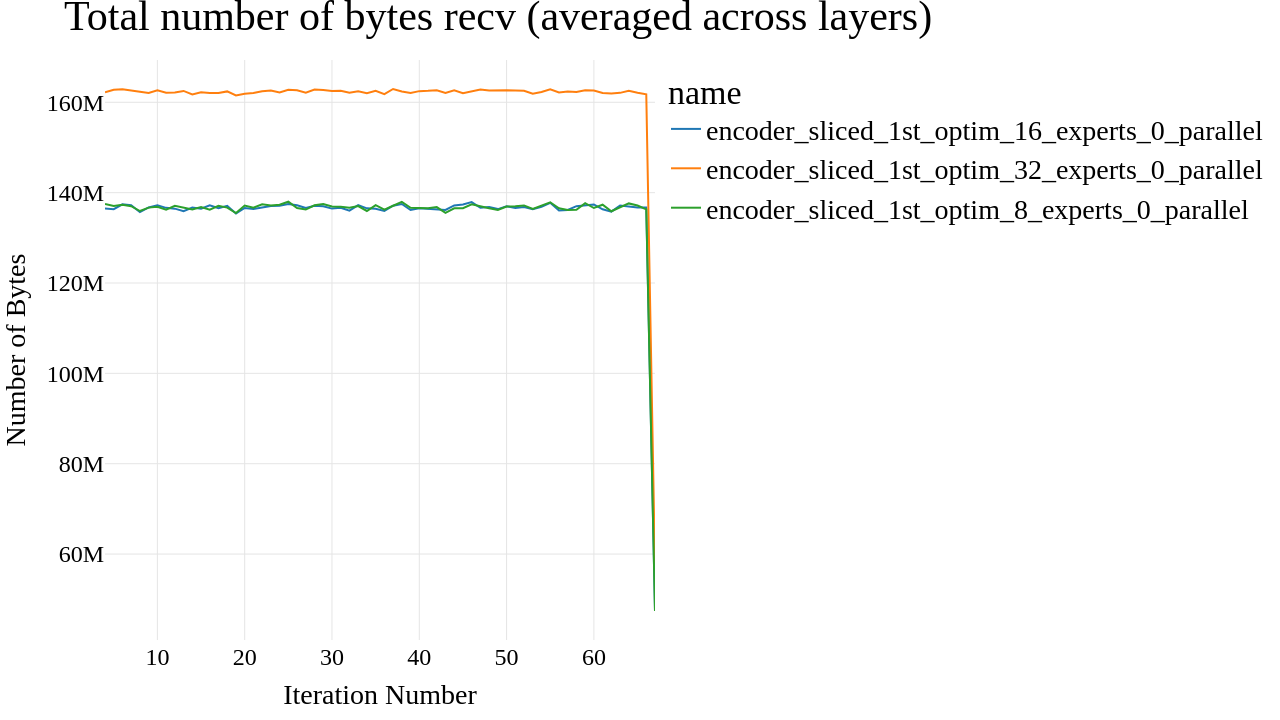 Total number of bytes recv (averaged across layers)
name
encoder_sliced_1st_optim_16_experts_0_parallel
encoder_sliced_1st_optim_32_experts_0_parallel
encoder_sliced_1st_optim_8_experts_0_parallel
160M
140M
120M
100M
80M
60M
Number of Bytes
10 20 30 40 50 60
Iteration Number